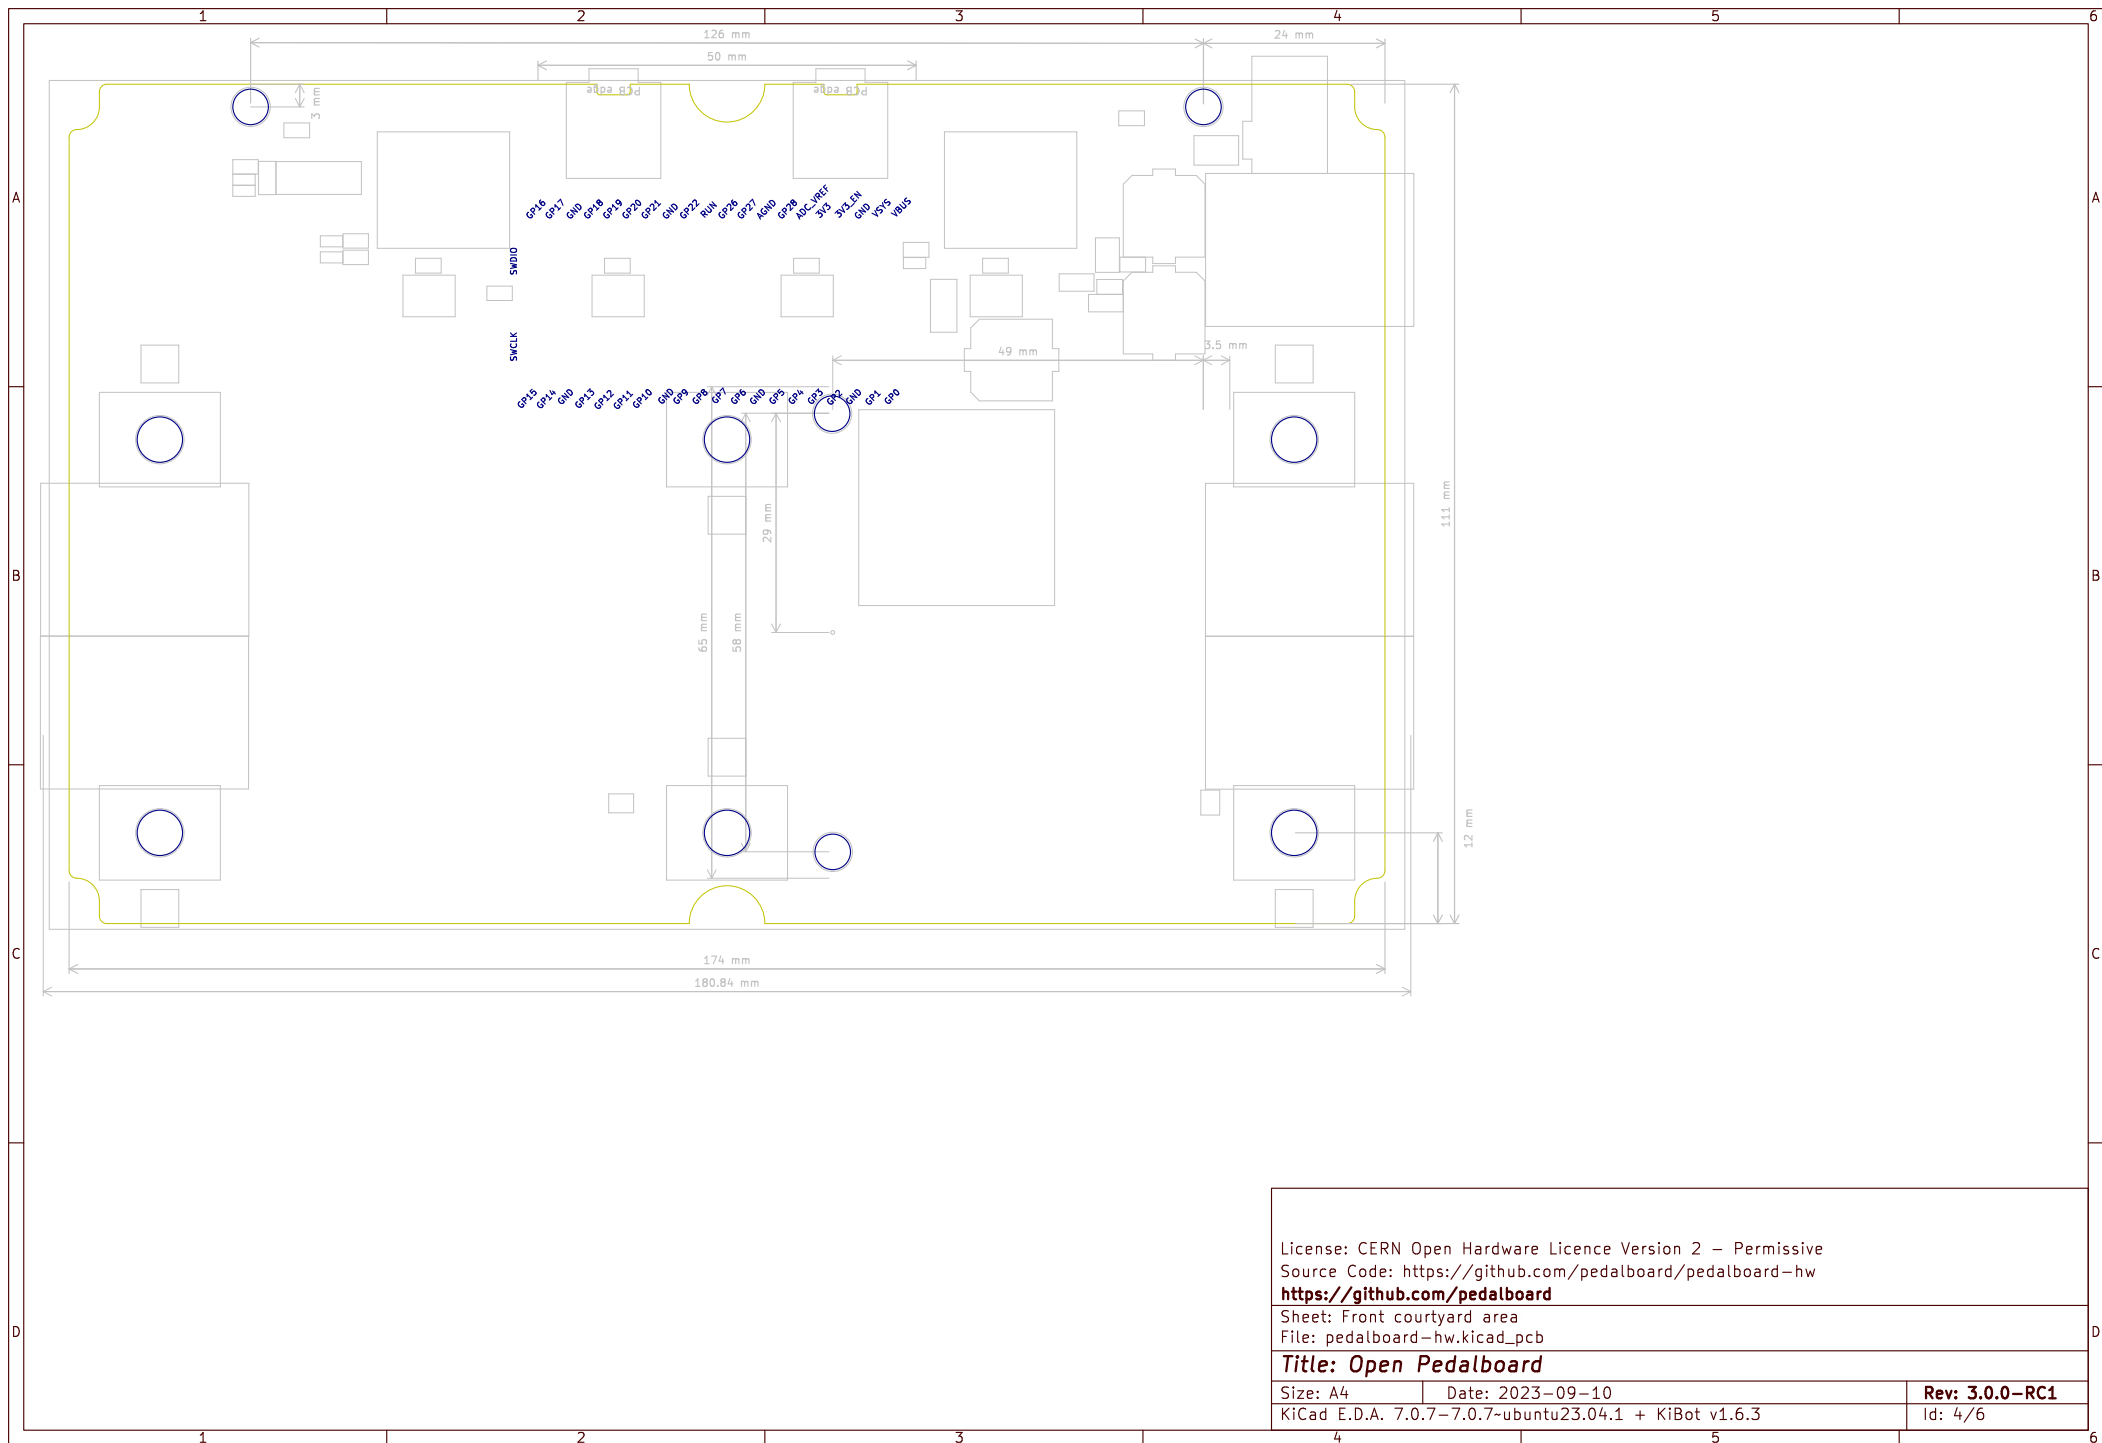 1 2 3 4 5 6
126 mm
24 mm
50 mm
3 mm
PCB edge
PCB edge
A
A
GP16
GP17
GND
GP18
GP19
GP20
GP21
GND
GP22
RUN
GP26
GP27
AGND
GP28
ADC_VREF
3V3
3V3_EN
GND
VSYS
VBUS
SWDIO
SWCLK
49 mm
3.5 mm
GP15
GP14
GND
GP13
GP12
GP11
GP10
GND
GP9
GP8
GP7
GP6
GND
GP5
GP4
GP3
GP2
GND
GP1
GP0
111 mm
29 mm
B
B
65 mm
58 mm
12 mm
C
C
174 mm
180.84 mm
License: CERN Open Hardware Licence Version 2 – Permissive
Source Code: https://github.com/pedalboard/pedalboard-hw
https://github.com/pedalboard
Sheet: Front courtyard area
D
D
File: pedalboard-hw.kicad_pcb
Title: Open Pedalboard
Size: A4
Date: 2023-09-10
Rev: 3.0.0-RC1
KiCad E.D.A. 7.0.7-7.0.7~ubuntu23.04.1 + KiBot v1.6.3
Id: 4/6
1 2 3 4 5 6